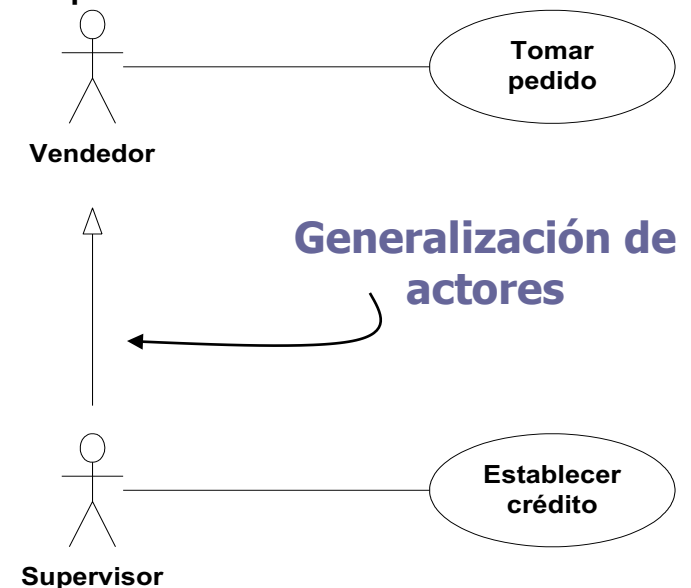 Tomar
pedido
Vendedor
Generalización de
actores
Establecer
crédito
Supervisor